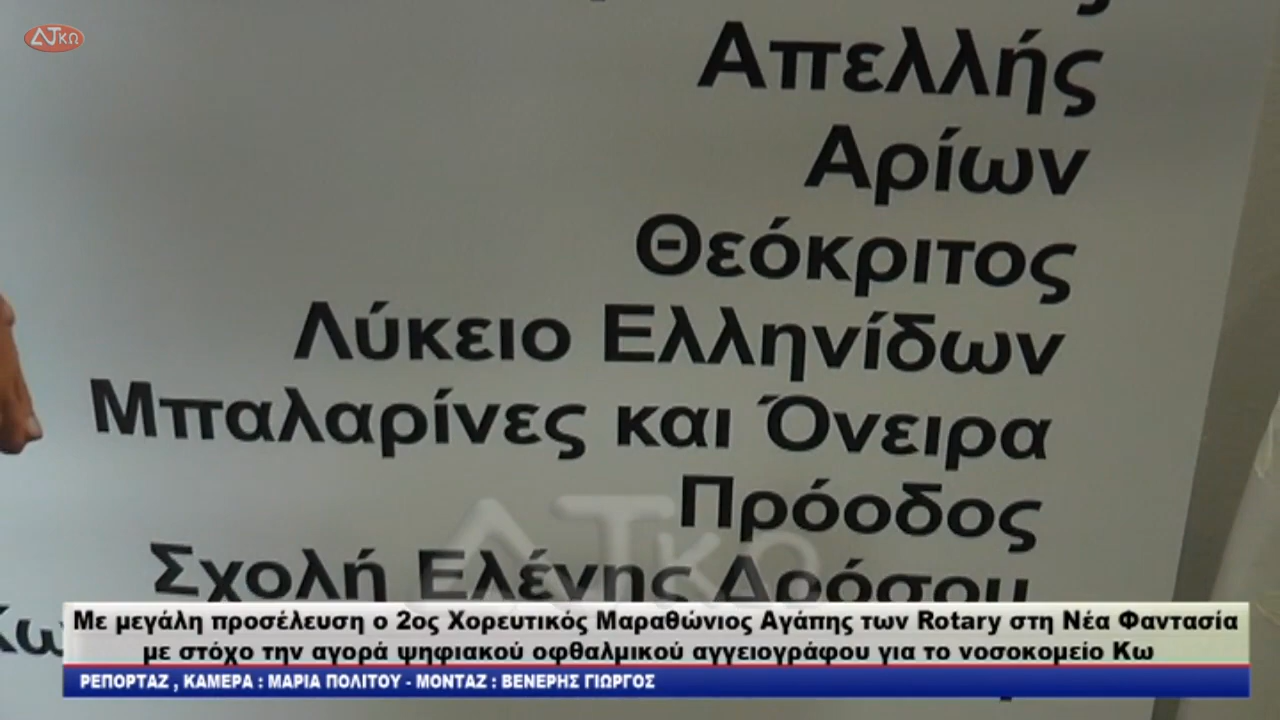 ΔΤΚΩ
Απελλής
Αρίων
Θεόκριτος
Λύκειο Ελληνίδων
Μπαλαρίνες και Όνειρα
Πρόοδος
ΔΤΚΩ
Σχολή Ελένης Δρόσου
Με μεγάλη προσέλευση ο 2ος Χορευτικός Μαραθώνιος Αγάπης των Rotary στη Νέα Φαντασία
με στόχο την αγορά ψηφιακού οφθαλμικού αγγειογράφου για το νοσοκομείο Κω
ΡΕΠΟΡΤΑΖ , ΚΑΜΕΡΑ : ΜΑΡΙΑ ΠΟΛΙΤΟΥ - ΜΟΝΤΑΖ : ΒΕΝΕΡΗΣ ΓΙΩΡΓΟΣ